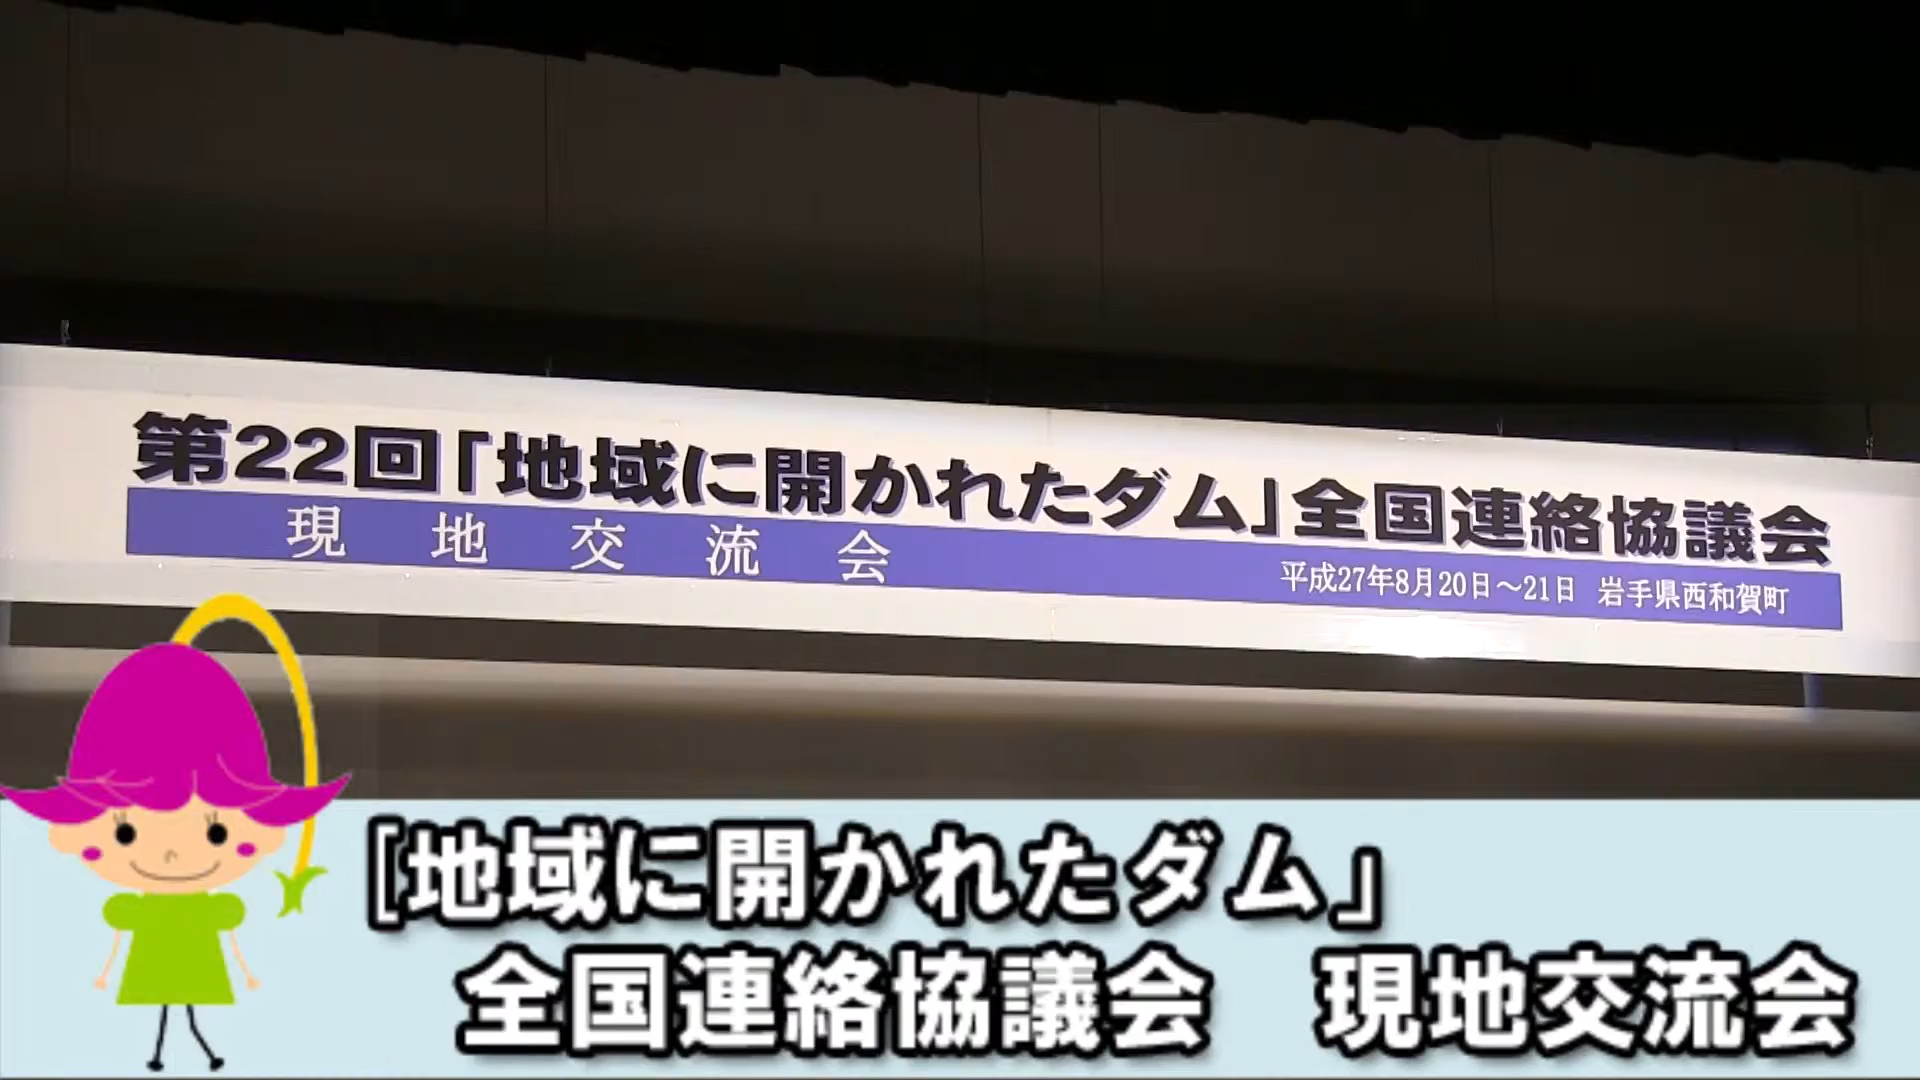 第22回「地域に開かれたダム」全国連絡協議会
現地交流会
平成27年8月20日～21日 岩手県西和賀町
「地域に開かれたダム」
全国連絡協議会 現地交流会